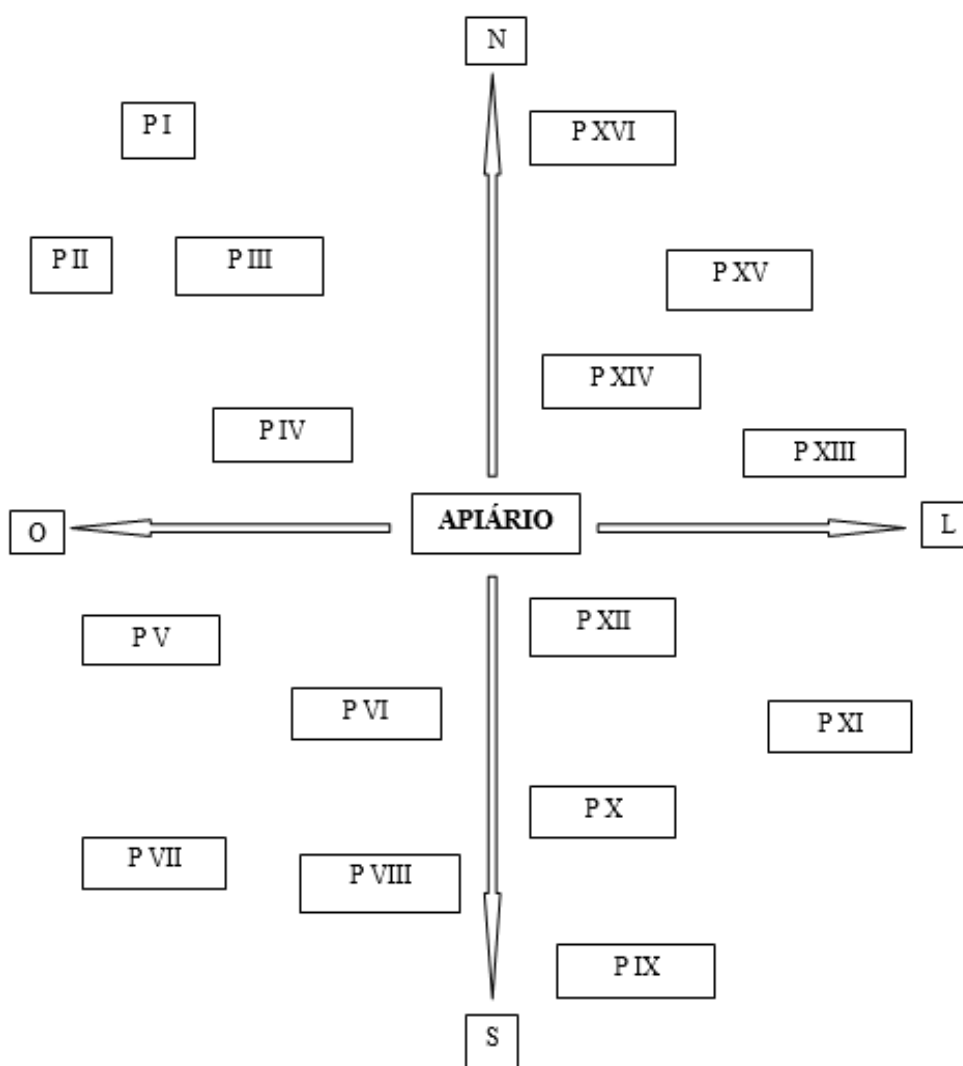 N
P I
P XVI
P II
P III
P XV
P XIV
P IV
P XIII
APIÁRIO
O
L
P V
P XII
P VI
P XI
P X
P VII
P VIII
P IX
S